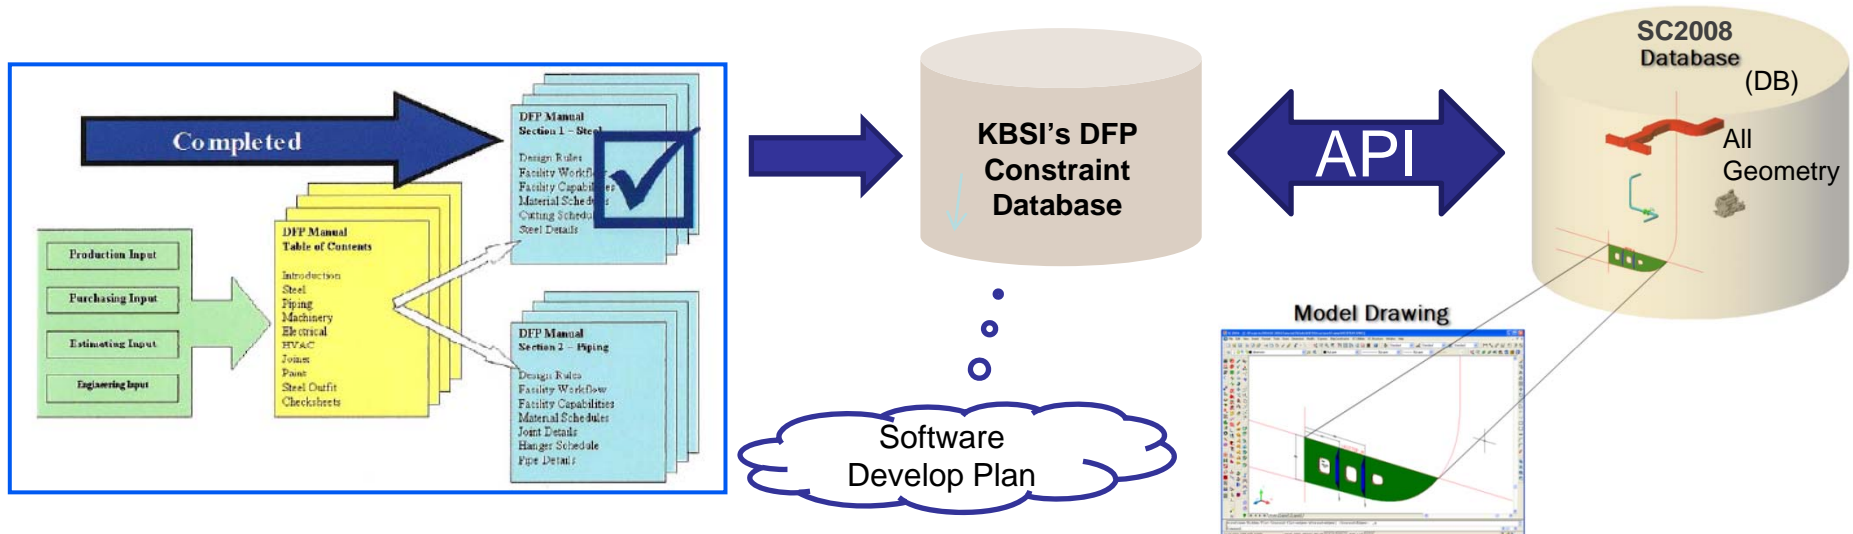 Completed
DFP Manual
Section 1 – Steel
Design Rules
Facility Workflow
Facility Capabilities
Material Schedules
Cutting Schedule
Steel Details
Production Input
Purchasing Input
Estimating Input
Engineering Input
DFP Manual
Table of Contents
Introduction
Steel
Piping
Machinery
Electrical
HVAC
Joiner
Paint
Steel Outfit
Checksheets
DFP Manual
Section 2 – Piping
Design Rules
Facility Workflow
Facility Capabilities
Material Schedules
Joint Details
Hanger Schedule
Pipe Details
KBSI's DFP
Constraint
Database
API
SC2008
Database
(DB)
All
Geometry
Software
Develop Plan
Model Drawing